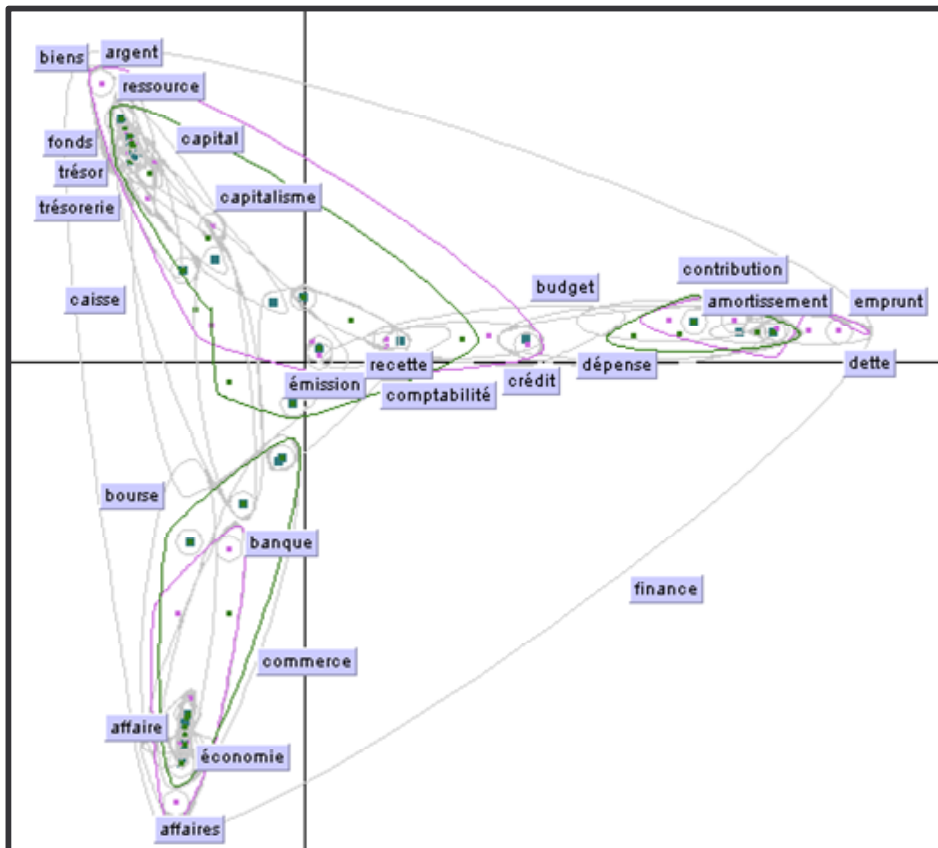 argent
biens
ressource
capital
fonds
trésor
capitalisme
trésorerie
contribution
budget
caisse
amortissement
emprunt
recette
dépense
dette
émission
crédit
comptabilité
bourse
banque
finance
commerce
affaire
économie
affaires